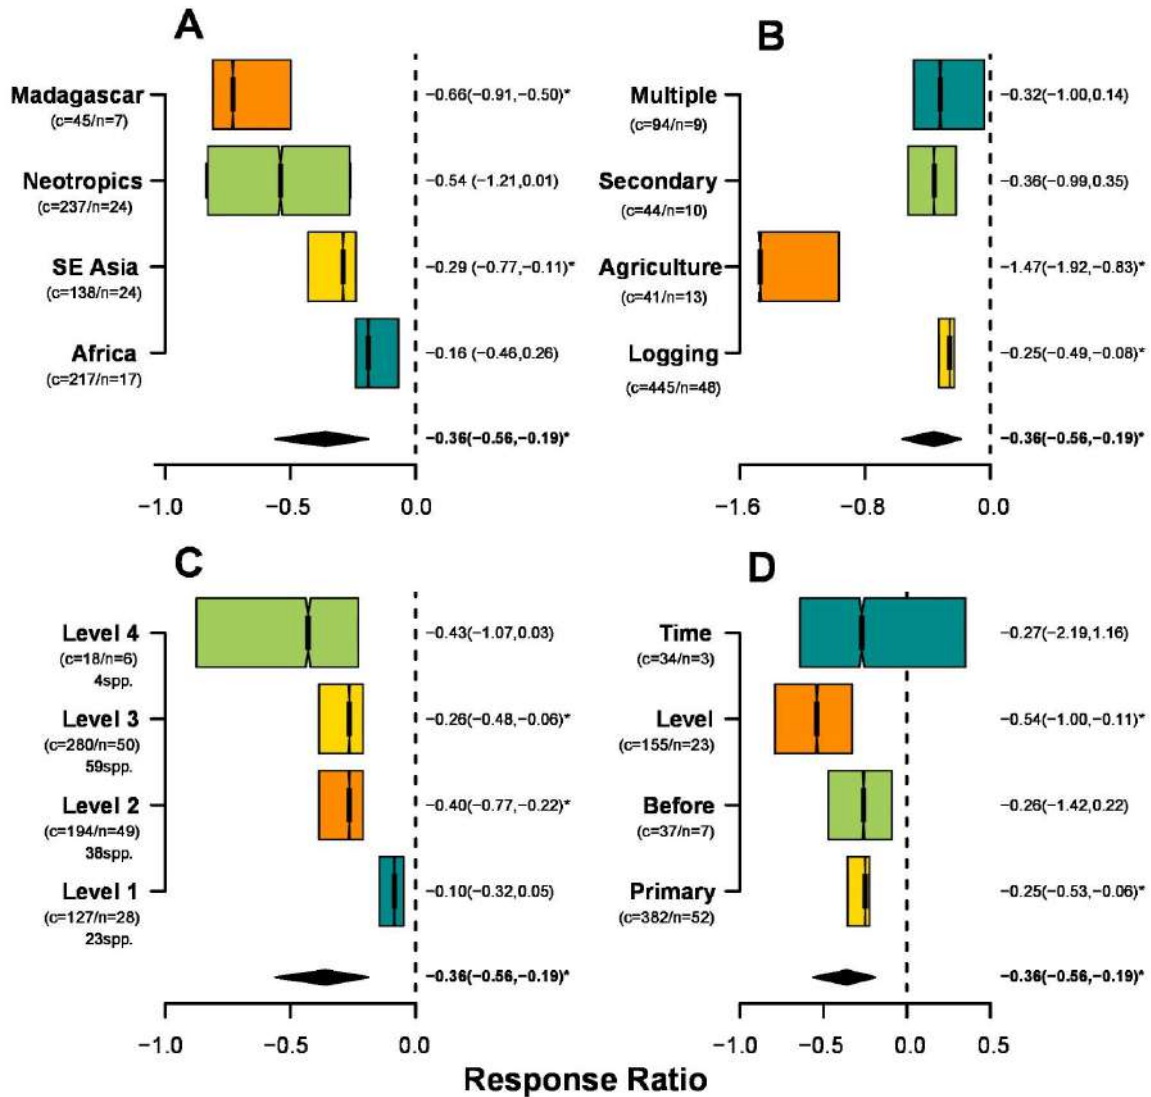 A
Madagascar
(c=45/n=7)
−0.66(−0.91,−0.50)*
Neotropics
(c=237/n=24)
−0.54 (−1.21,0.01)
SE Asia
(c=138/n=24)
−0.29 (−0.77,−0.11)*
Africa
(c=217/n=17)
−0.16 (−0.46,0.26)
−0.36(−0.56,−0.19)*
−1.0 −0.5 0.0
B
Multiple
(c=94/n=9)
−0.32(−1.00,0.14)
Secondary
(c=44/n=10)
−0.36(−0.99,0.35)
Agriculture
(c=41/n=13)
−1.47(−1.92,−0.83)*
Logging
(c=445/n=48)
−0.25(−0.49,−0.08)*
−0.36(−0.56,−0.19)*
−1.6 −0.8 0.0
C
Level 4
(c=18/n=6)
4spp.
−0.43(−1.07,0.03)
Level 3
(c=280/n=50)
59spp.
−0.26(−0.48,−0.06)*
Level 2
(c=194/n=49)
38spp.
−0.40(−0.77,−0.22)*
Level 1
(c=127/n=28)
23spp.
−0.10(−0.32,0.05)
−0.36(−0.56,−0.19)*
−1.0 −0.5 0.0
D
Time
(c=34/n=3)
−0.27(−2.19,1.16)
Level
(c=155/n=23)
−0.54(−1.00,−0.11)*
Before
(c=37/n=7)
−0.26(−1.42,0.22)
Primary
(c=382/n=52)
−0.25(−0.53,−0.06)*
−0.36(−0.56,−0.19)*
−1.0 −0.5 0.0 0.5
Response Ratio